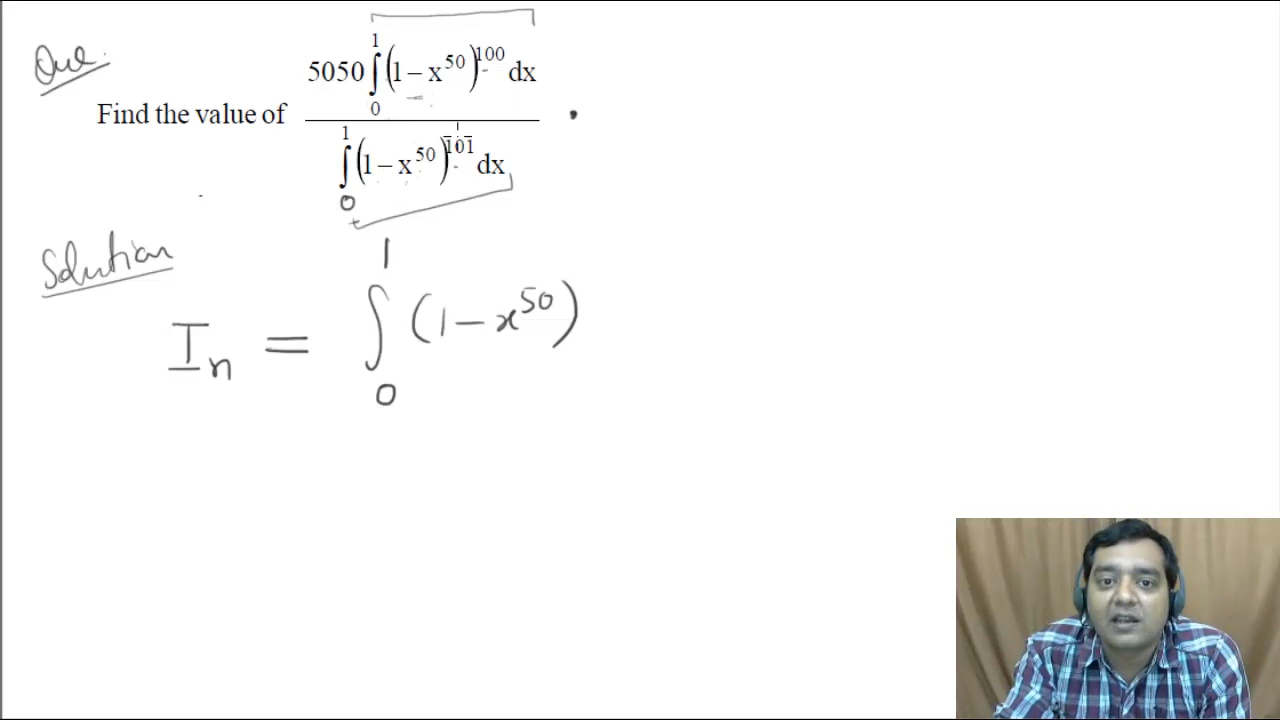 Que.
Find the value of 5050 ∫₀¹ (1 − x⁵⁰)¹⁰⁰ dx / ∫₀¹ (1 − x⁵⁰)¹⁰¹ dx .
Solution
Iₙ = ∫₀¹ (1 − x⁵⁰)